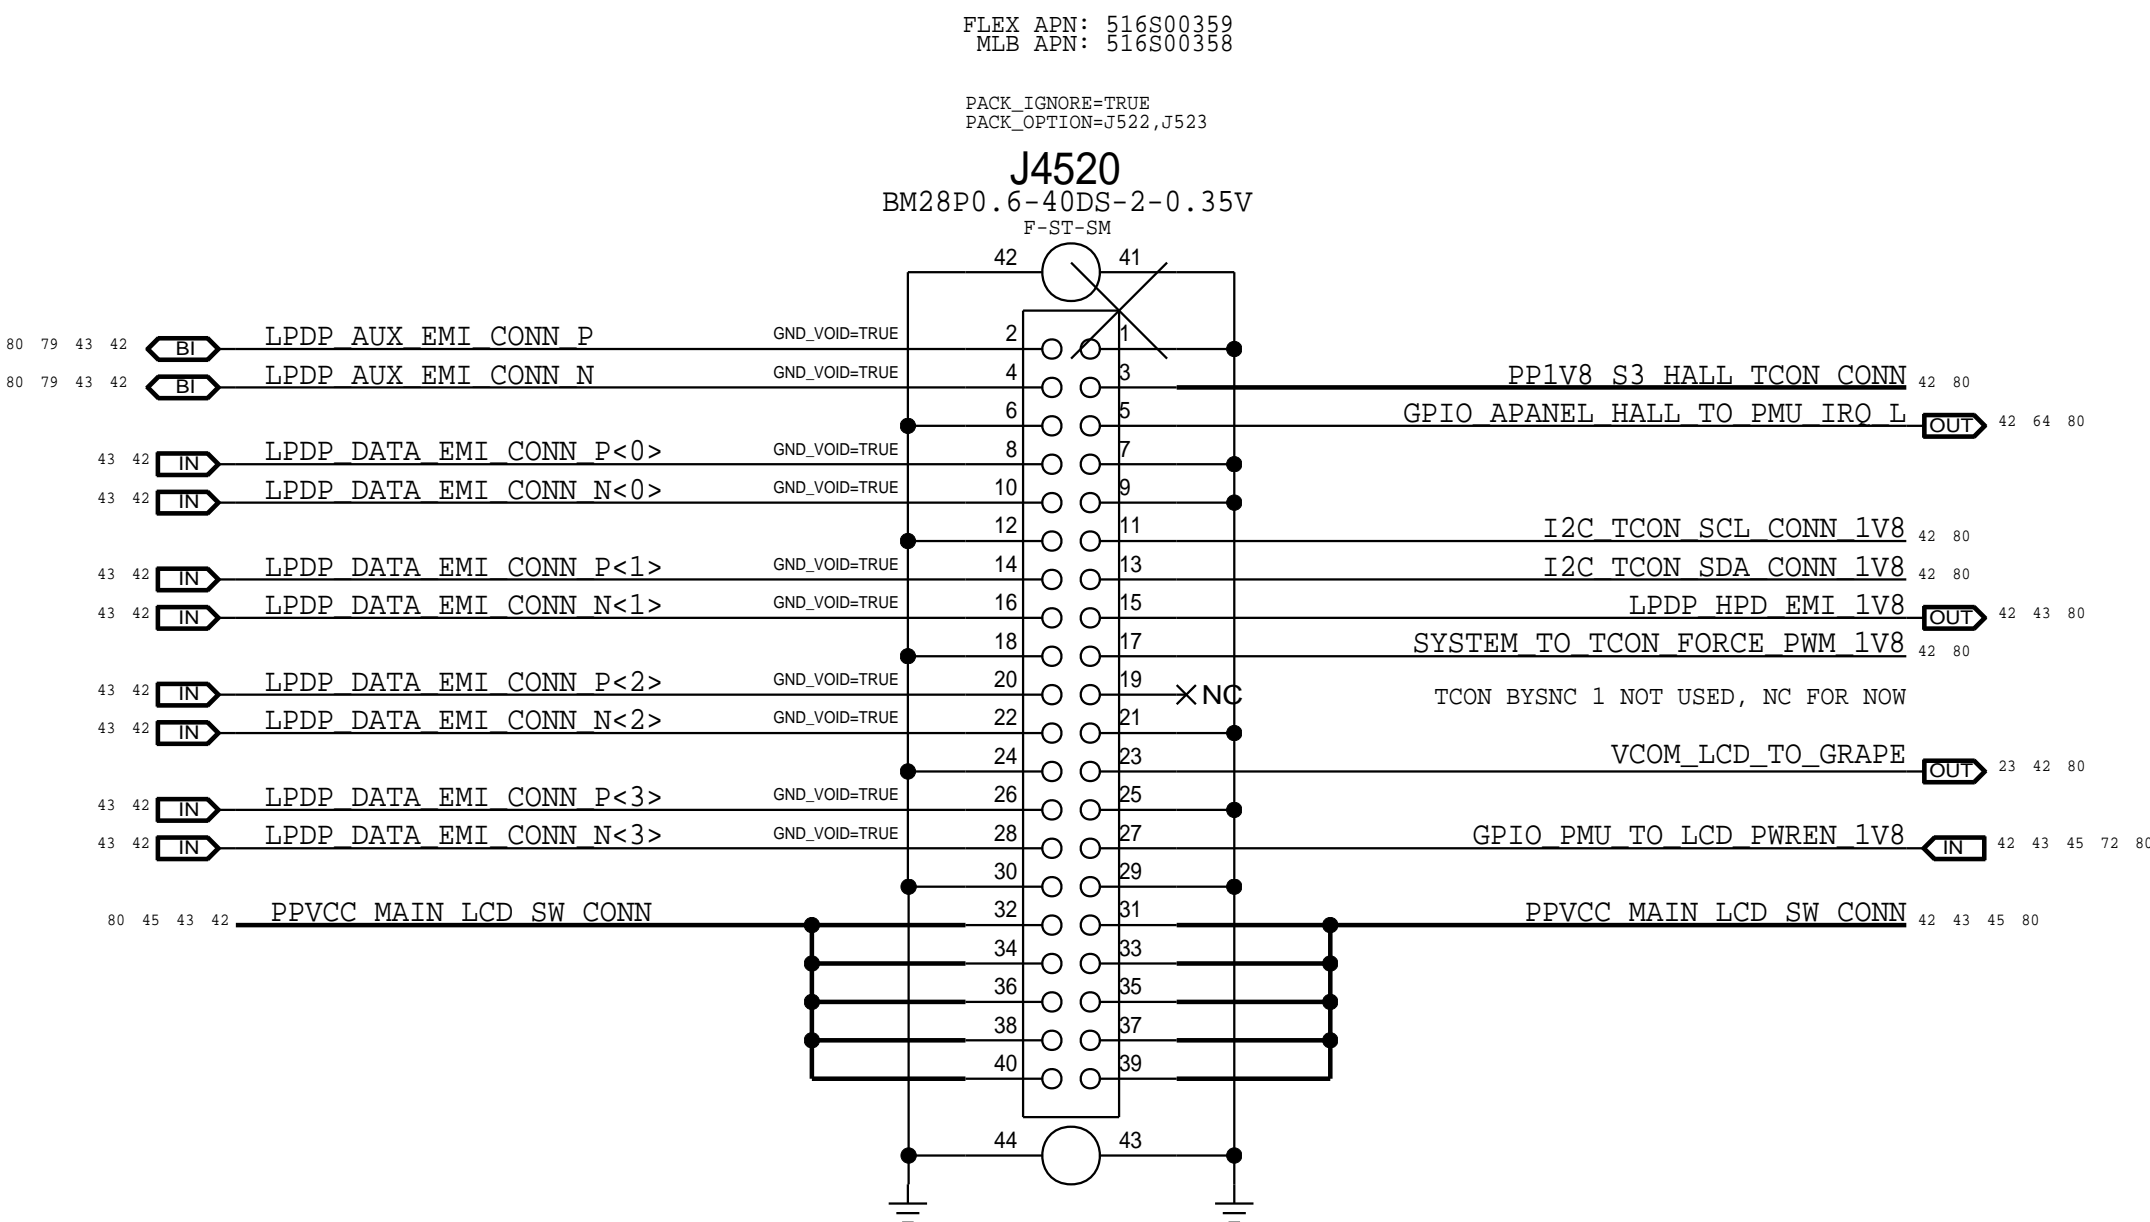 FLEX APN: 516S00359
MLB APN: 516S00358
PACK_IGNORE=TRUE
PACK_OPTION=J522,J523
J4520
BM28P0.6-40DS-2-0.35V
F-ST-SM
42 41
80 79 43 42 BI LPDP_AUX_EMI_CONN_P GND_VOID=TRUE 2 1
80 79 43 42 BI LPDP_AUX_EMI_CONN_N GND_VOID=TRUE 4 3 PP1V8_S3_HALL_TCON_CONN 42 80
6 5 GPIO_APANEL_HALL_TO_PMU_IRQ_L OUT 42 64 80
43 42 IN LPDP_DATA_EMI_CONN_P<0> GND_VOID=TRUE 8 7
43 42 IN LPDP_DATA_EMI_CONN_N<0> GND_VOID=TRUE 10 9
12 11 I2C_TCON_SCL_CONN_1V8 42 80
43 42 IN LPDP_DATA_EMI_CONN_P<1> GND_VOID=TRUE 14 13 I2C_TCON_SDA_CONN_1V8 42 80
43 42 IN LPDP_DATA_EMI_CONN_N<1> GND_VOID=TRUE 16 15 LPDP_HPD_EMI_1V8 OUT 42 43 80
18 17 SYSTEM_TO_TCON_FORCE_PWM_1V8 42 80
43 42 IN LPDP_DATA_EMI_CONN_P<2> GND_VOID=TRUE 20 19 NC TCON BYSNC 1 NOT USED, NC FOR NOW
43 42 IN LPDP_DATA_EMI_CONN_N<2> GND_VOID=TRUE 22 21
24 23 VCOM_LCD_TO_GRAPE OUT 23 42 80
43 42 IN LPDP_DATA_EMI_CONN_P<3> GND_VOID=TRUE 26 25
43 42 IN LPDP_DATA_EMI_CONN_N<3> GND_VOID=TRUE 28 27 GPIO_PMU_TO_LCD_PWREN_1V8 IN 42 43 45 72 80
30 29
80 45 43 42 PPVCC_MAIN_LCD_SW_CONN 32 31 PPVCC_MAIN_LCD_SW_CONN 42 43 45 80
34 33
36 35
38 37
40 39
44 43